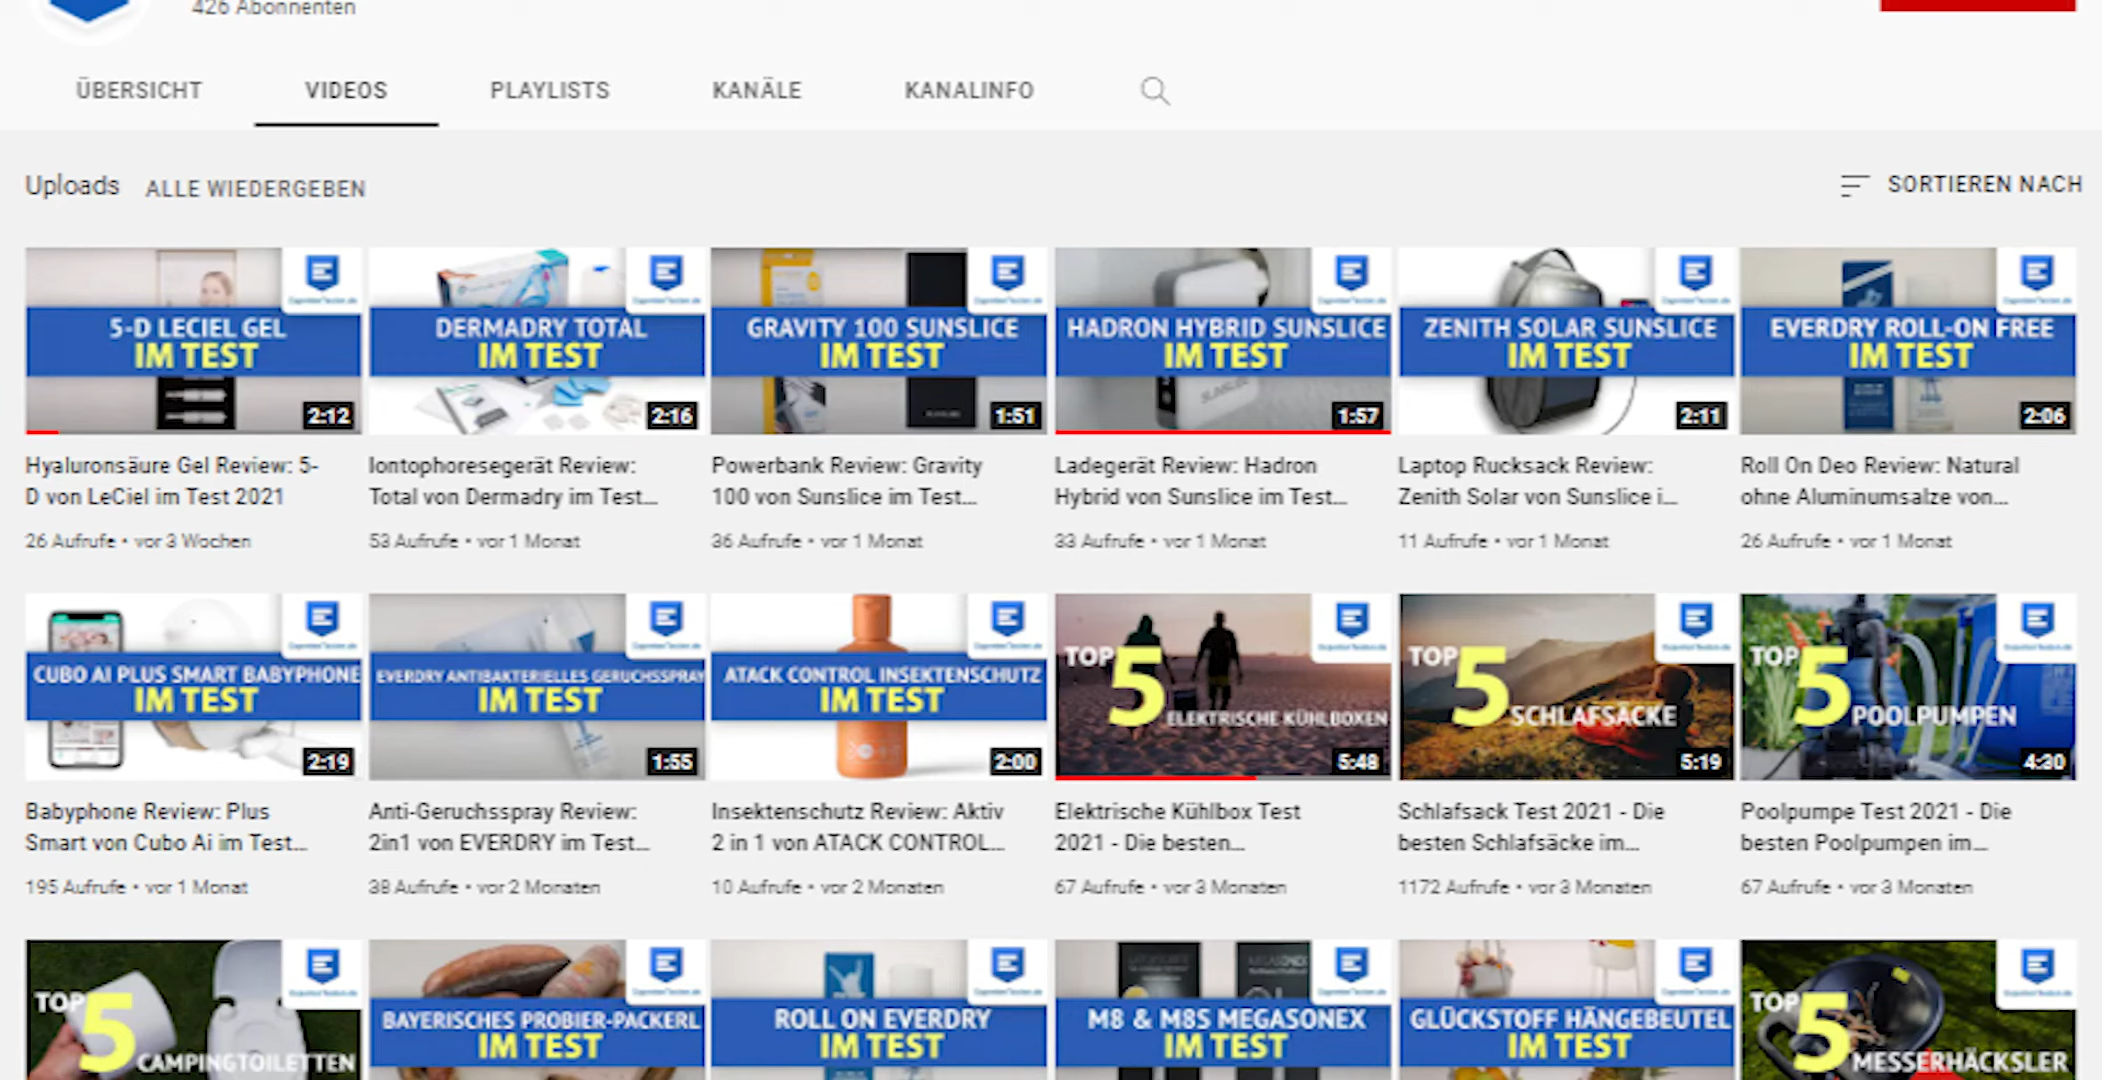 426 Abonnenten
ÜBERSICHT VIDEOS PLAYLISTS KANÄLE KANALINFO
Uploads ALLE WIEDERGEBEN SORTIEREN NACH
5-D LECIEL GEL
IM TEST
2:12
DERMADRY TOTAL
IM TEST
2:16
GRAVITY 100 SUNSLICE
IM TEST
1:51
HADRON HYBRID SUNSLICE
IM TEST
SUNSLICE
1:57
ZENITH SOLAR SUNSLICE
IM TEST
2:11
EVERDRY ROLL-ON FREE
IM TEST
2:06
Hyaluronsäure Gel Review: 5-
D von LeCiel im Test 2021
26 Aufrufe • vor 3 Wochen
Iontophoresegerät Review:
Total von Dermadry im Test...
53 Aufrufe • vor 1 Monat
Powerbank Review: Gravity
100 von Sunslice im Test...
36 Aufrufe • vor 1 Monat
Ladegerät Review: Hadron
Hybrid von Sunslice im Test...
33 Aufrufe • vor 1 Monat
Laptop Rucksack Review:
Zenith Solar von Sunslice i...
11 Aufrufe • vor 1 Monat
Roll On Deo Review: Natural
ohne Aluminumsalze von...
26 Aufrufe • vor 1 Monat
CUBO AI PLUS SMART BABYPHONE
IM TEST
2:19
EVERDRY ANTIBAKTERIELLES GERUCHSSPRAY
IM TEST
1:55
ATACK CONTROL INSEKTENSCHUTZ
IM TEST
2:00
TOP 5 ELEKTRISCHE KÜHLBOXEN
5:48
TOP 5 SCHLAFSÄCKE
5:19
TOP 5 POOLPUMPEN
4:30
Babyphone Review: Plus
Smart von Cubo Ai im Test...
195 Aufrufe • vor 1 Monat
Anti-Geruchsspray Review:
2in1 von EVERDRY im Test...
38 Aufrufe • vor 2 Monaten
Insektenschutz Review: Aktiv
2 in 1 von ATACK CONTROL...
10 Aufrufe • vor 2 Monaten
Elektrische Kühlbox Test
2021 - Die besten...
67 Aufrufe • vor 3 Monaten
Schlafsack Test 2021 - Die
besten Schlafsäcke im...
1172 Aufrufe • vor 3 Monaten
Poolpumpe Test 2021 - Die
besten Poolpumpen im...
67 Aufrufe • vor 3 Monaten
TOP 5 CAMPINGTOILETTEN
BAYERISCHES PROBIER-PACKERL
IM TEST
ROLL ON EVERDRY
IM TEST
M8 & M8S MEGASONEX
IM TEST
GLÜCKSTOFF HÄNGEBEUTEL
IM TEST
TOP 5 MESSERHÄCKSLER